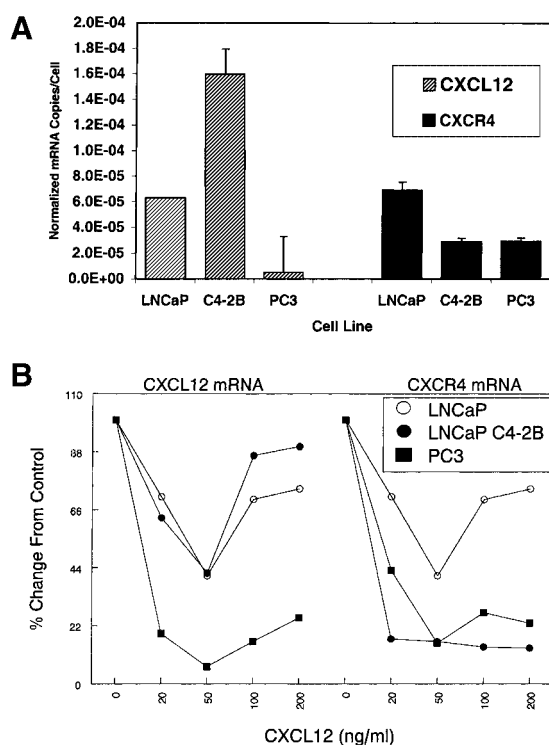 A
Normalized mRNA Copies/Cell
2.0E-04
1.8E-04
1.6E-04
1.4E-04
1.2E-04
1.0E-04
8.0E-05
6.0E-05
4.0E-05
2.0E-05
0.0E+00
CXCL12
CXCR4
LNCaP C4-2B PC3 LNCaP C4-2B PC3
Cell Line
B
CXCL12 mRNA CXCR4 mRNA
LNCaP
LNCaP C4-2B
PC3
% Change From Control
110
88
66
44
22
0
0 20 50 100 200 0 20 50 100 200
CXCL12 (ng/ml)